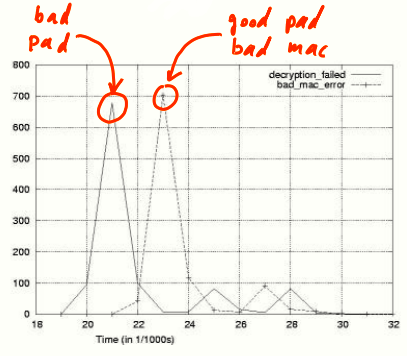 bad
pad
good pad
bad mac
800
700
600
500
400
300
200
100
0
decryption_failed
bad_mac_error
18 20 22 24 26 28 30 32
Time (in 1/1000s)